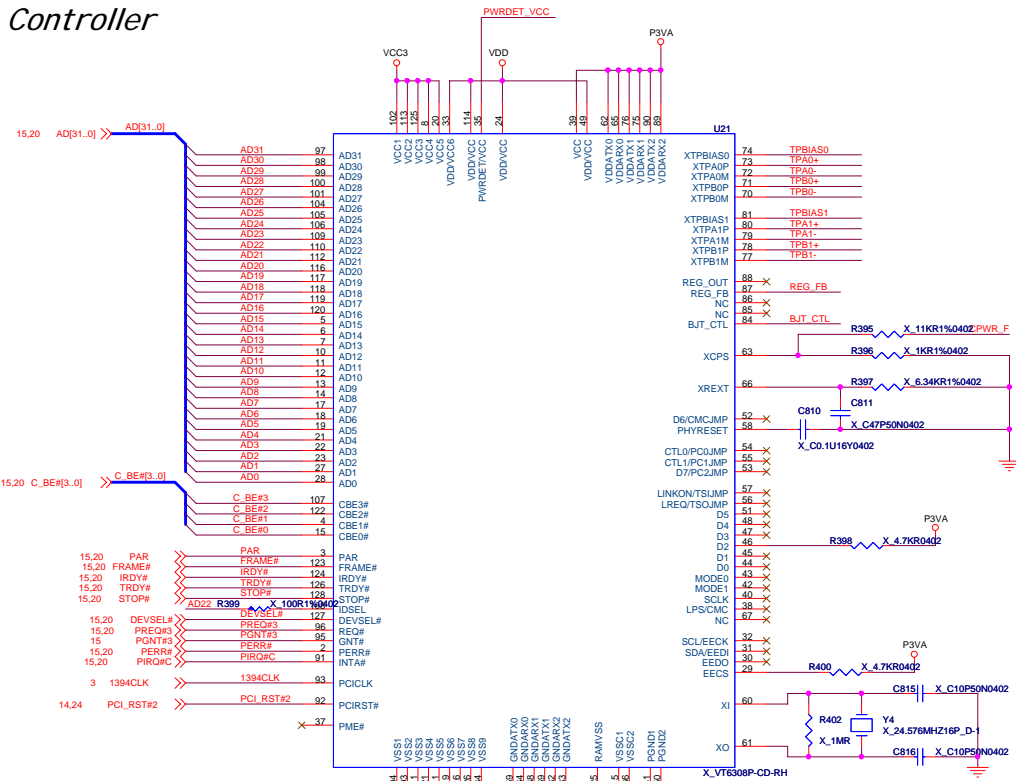 Controller
PWRDET_VCC
P3VA
VCC3
VDD
102
113
125
8
20
33
114
35
24
39
49
62
65
76
75
90
89
U21
VCC1
VCC2
VCC3
VCC4
VCC5
VDD/VCC6
VDD/VCC
PWRDET/VCC
VDD/VCC
VCC
VDD/VCC
VDDATX0
VDDARX0
VDDATX1
VDDARX1
VDDATX2
VDDARX2
15,20 AD[31..0] AD[31..0]
AD31 97 AD31
AD30 98 AD30
AD29 99 AD29
AD28 100 AD28
AD27 101 AD27
AD26 104 AD26
AD25 105 AD25
AD24 106 AD24
AD23 109 AD23
AD22 110 AD22
AD21 112 AD21
AD20 116 AD20
AD19 117 AD19
AD18 118 AD18
AD17 119 AD17
AD16 120 AD16
AD15 5 AD15
AD14 6 AD14
AD13 7 AD13
AD12 10 AD12
AD11 11 AD11
AD10 12 AD10
AD9 13 AD9
AD8 14 AD8
AD7 17 AD7
AD6 18 AD6
AD5 19 AD5
AD4 21 AD4
AD3 22 AD3
AD2 23 AD2
AD1 27 AD1
AD0 28 AD0
15,20 C_BE#[3..0] C_BE#[3..0]
C_BE#3 107 CBE3#
C_BE#2 122 CBE2#
C_BE#1 4 CBE1#
C_BE#0 15 CBE0#
15,20 PAR PAR 3 PAR
15,20 FRAME# FRAME# 123 FRAME#
15,20 IRDY# IRDY# 124 IRDY#
15,20 TRDY# TRDY# 126 TRDY#
15,20 STOP# STOP# 128 STOP#
AD22 R399 X_100R1%0402 IDSEL
15,20 DEVSEL# DEVSEL# 127 DEVSEL#
15,20 PREQ#3 PREQ#3 96 REQ#
15 PGNT#3 PGNT#3 95 GNT#
15,20 PERR# PERR# 2 PERR#
15,20 PIRQ#C PIRQ#C 91 INTA#
3 1394CLK 1394CLK 93 PCICLK
14,24 PCI_RST#2 PCI_RST#2 92 PCIRST#
37 PME#
XTPBIAS0 74 TPBIAS0
XTPA0P 73 TPA0+
XTPA0M 72 TPA0-
XTPB0P 71 TPB0+
XTPB0M 70 TPB0-
XTPBIAS1 81 TPBIAS1
XTPA1P 80 TPA1+
XTPA1M 79 TPA1-
XTPB1P 78 TPB1+
XTPB1M 77 TPB1-
REG_OUT 88
REG_FB 87 REG_FB
NC 86
NC 85
BJT_CTL 84 BJT_CTL
R395 X_11KR1%0402 CPWR_F
XCPS 63 R396 X_1KR1%0402
XREXT 66 R397 X_6.34KR1%0402
C810 C811
D6/CMCJMP 52
PHYRESET 58 X_C47P50N0402
X_C0.1U16Y0402
CTL0/PC0JMP 54
CTL1/PC1JMP 55
D7/PC2JMP 53
LINKON/TSIJMP 57
LREQ/TSOJMP 56
D5 51
D4 48
D3 47
D2 46 R398 X_4.7KR0402 P3VA
D1 45
D0 44
MODE0 43
MODE1 42
SCLK 40
LPS/CMC 38
NC 67
SCL/EECK 32
SDA/EEDI 31
EEDO 30
EECS 29 R400 X_4.7KR0402 P3VA
C815 X_C10P50N0402
XI 60
R402 Y4
X_1MR X_24.576MHZ16P_D-1
XO 61
C816 X_C10P50N0402
VSS1
VSS2
VSS3
VSS4
VSS5
VSS6
VSS7
VSS8
VSS9
GNDATX0
GNDARX0
GNDARX1
GNDATX1
GNDARX2
GNDATX2
RAMVSS
VSSC1
VSSC2
PGND1
PGND2
X_VT6308P-CD-RH